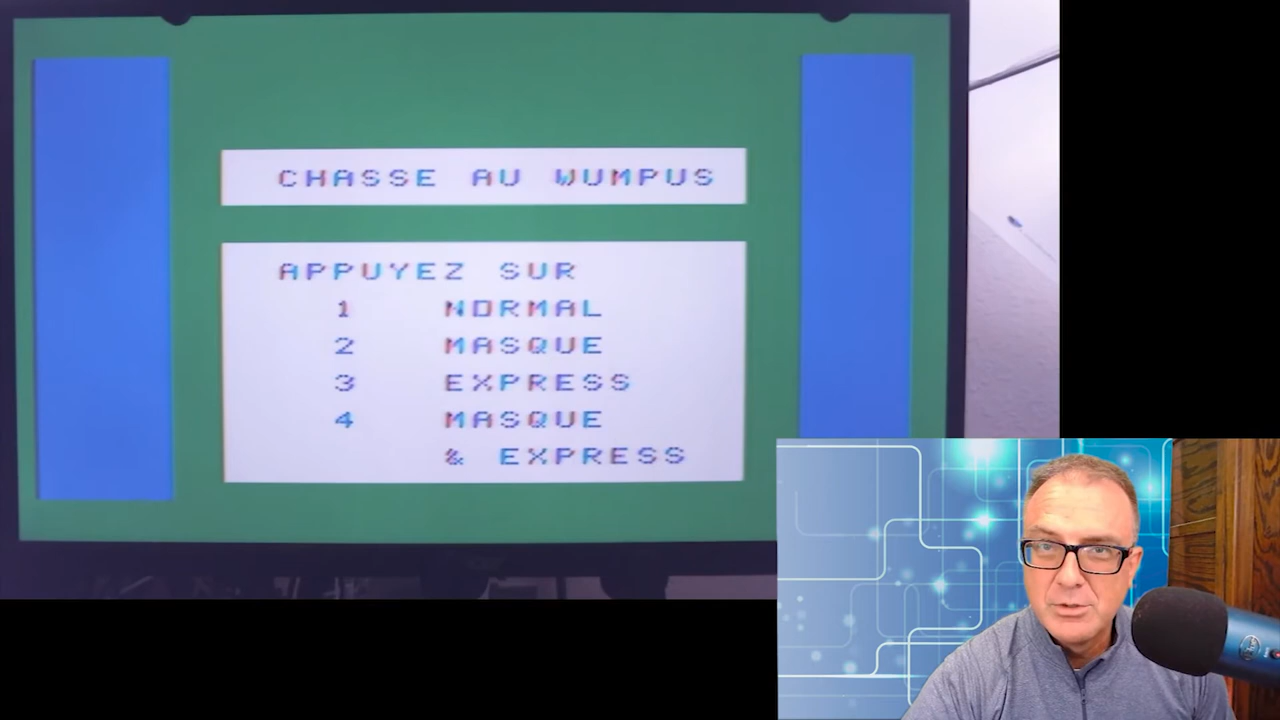 CHASSE AU WUMPUS
APPUYEZ SUR
1 NORMAL
2 MASQUE
3 EXPRESS
4 MASQUE
& EXPRESS